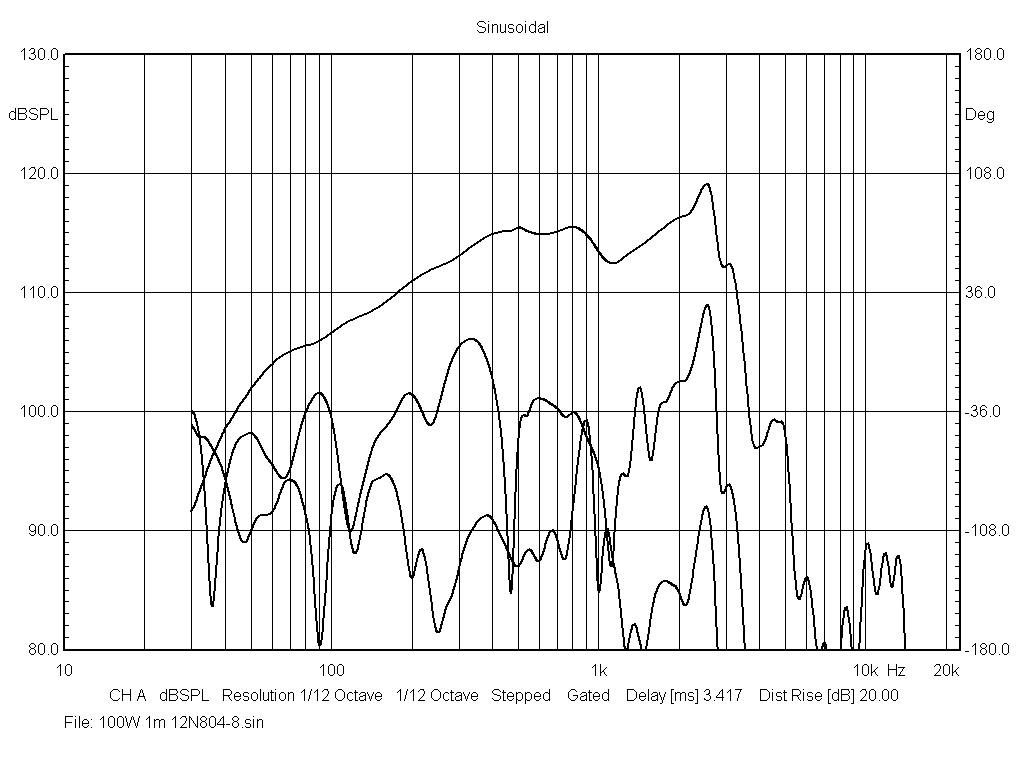 Sinusoidal
130.0 180.0
dBSPL Deg
120.0 108.0
110.0 36.0
100.0 -36.0
90.0 -108.0
80.0 -180.0
10 100 1k 10k Hz 20k
CH A dBSPL Resolution 1/12 Octave 1/12 Octave Stepped Gated Delay [ms] 3.417 Dist Rise [dB] 20.00
File: 100W 1m 12N804-8.sin